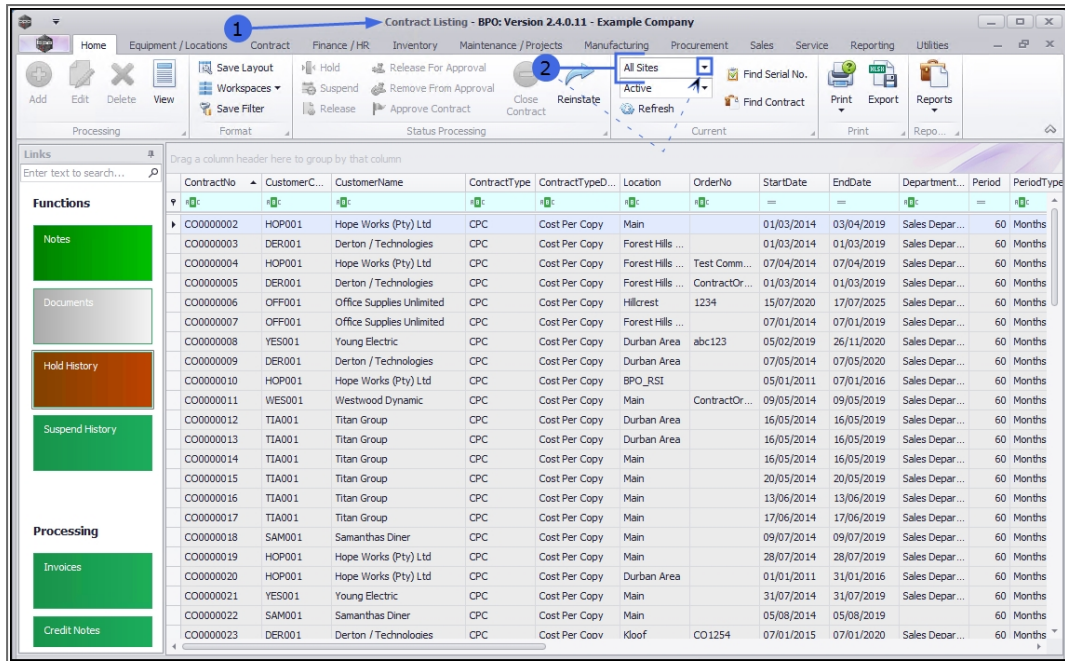 Contract Listing - BPO: Version 2.4.0.11 - Example Company
1
Home Equipment / Locations Contract Finance / HR Inventory Maintenance / Projects Manufacturing Procurement Sales Service Reporting Utilities
Add Edit Delete View
Save Layout
Workspaces
Save Filter
Hold
Suspend
Release
Release For Approval
Remove From Approval
Approve Contract
Close Contract
Reinstate
2
All Sites
Active
Refresh
Find Serial No.
Find Contract
Print Export Reports
Processing Format Status Processing Current Print Repo...
Links
Enter text to search...
Functions
Notes
Documents
Hold History
Suspend History
Processing
Invoices
Credit Notes
Drag a column header here to group by that column
ContractNo CustomerC... CustomerName ContractType ContractTypeD... Location OrderNo StartDate EndDate Department... Period PeriodType
= = =
CO0000002 HOP001 Hope Works (Pty) Ltd CPC Cost Per Copy Main 01/03/2014 03/04/2019 Sales Depar... 60 Months
CO0000003 DER001 Derton / Technologies CPC Cost Per Copy Forest Hills ... 01/03/2014 01/03/2019 Sales Depar... 60 Months
CO0000004 HOP001 Hope Works (Pty) Ltd CPC Cost Per Copy Forest Hills ... Test Comm... 07/04/2014 07/04/2019 Sales Depar... 60 Months
CO0000005 DER001 Derton / Technologies CPC Cost Per Copy Forest Hills ... ContractOr... 01/03/2014 01/03/2019 Sales Depar... 60 Months
CO0000006 OFF001 Office Supplies Unlimited CPC Cost Per Copy Hillcrest 1234 15/07/2020 17/07/2025 Sales Depar... 60 Months
CO0000007 OFF001 Office Supplies Unlimited CPC Cost Per Copy Forest Hills ... 07/01/2014 07/01/2019 Sales Depar... 60 Months
CO0000008 YES001 Young Electric CPC Cost Per Copy Durban Area abc123 05/02/2019 26/11/2020 Sales Depar... 60 Months
CO0000009 DER001 Derton / Technologies CPC Cost Per Copy Durban Area 07/05/2014 07/05/2020 Sales Depar... 60 Months
CO0000010 HOP001 Hope Works (Pty) Ltd CPC Cost Per Copy BPO_RSI 05/01/2011 07/01/2016 Sales Depar... 60 Months
CO0000011 WES001 Westwood Dynamic CPC Cost Per Copy Main ContractOr... 09/05/2014 09/05/2019 Sales Depar... 60 Months
CO0000012 TIA001 Titan Group CPC Cost Per Copy Durban Area 16/05/2014 16/05/2019 Sales Depar... 60 Months
CO0000013 TIA001 Titan Group CPC Cost Per Copy Durban Area 16/05/2014 16/05/2019 Sales Depar... 60 Months
CO0000014 TIA001 Titan Group CPC Cost Per Copy Main 16/05/2014 16/05/2019 Sales Depar... 60 Months
CO0000015 TIA001 Titan Group CPC Cost Per Copy Main 20/05/2014 20/05/2019 Sales Depar... 60 Months
CO0000016 TIA001 Titan Group CPC Cost Per Copy Main 13/06/2014 13/06/2019 Sales Depar... 60 Months
CO0000017 TIA001 Titan Group CPC Cost Per Copy Main 17/06/2014 17/06/2019 Sales Depar... 60 Months
CO0000018 SAM001 Samanthas Diner CPC Cost Per Copy Main 09/07/2014 09/07/2019 Sales Depar... 60 Months
CO0000019 HOP001 Hope Works (Pty) Ltd CPC Cost Per Copy Main 28/07/2014 28/07/2019 Sales Depar... 60 Months
CO0000020 HOP001 Hope Works (Pty) Ltd CPC Cost Per Copy Durban Area 01/01/2011 31/01/2016 Sales Depar... 60 Months
CO0000021 YES001 Young Electric CPC Cost Per Copy Main 31/07/2014 31/07/2019 Sales Depar... 60 Months
CO0000022 SAM001 Samanthas Diner CPC Cost Per Copy Main 05/08/2014 05/08/2019 60 Months
CO0000023 DER001 Derton / Technologies CPC Cost Per Copy Kloof CO1254 07/01/2015 07/01/2020 Sales Depar... 60 Months